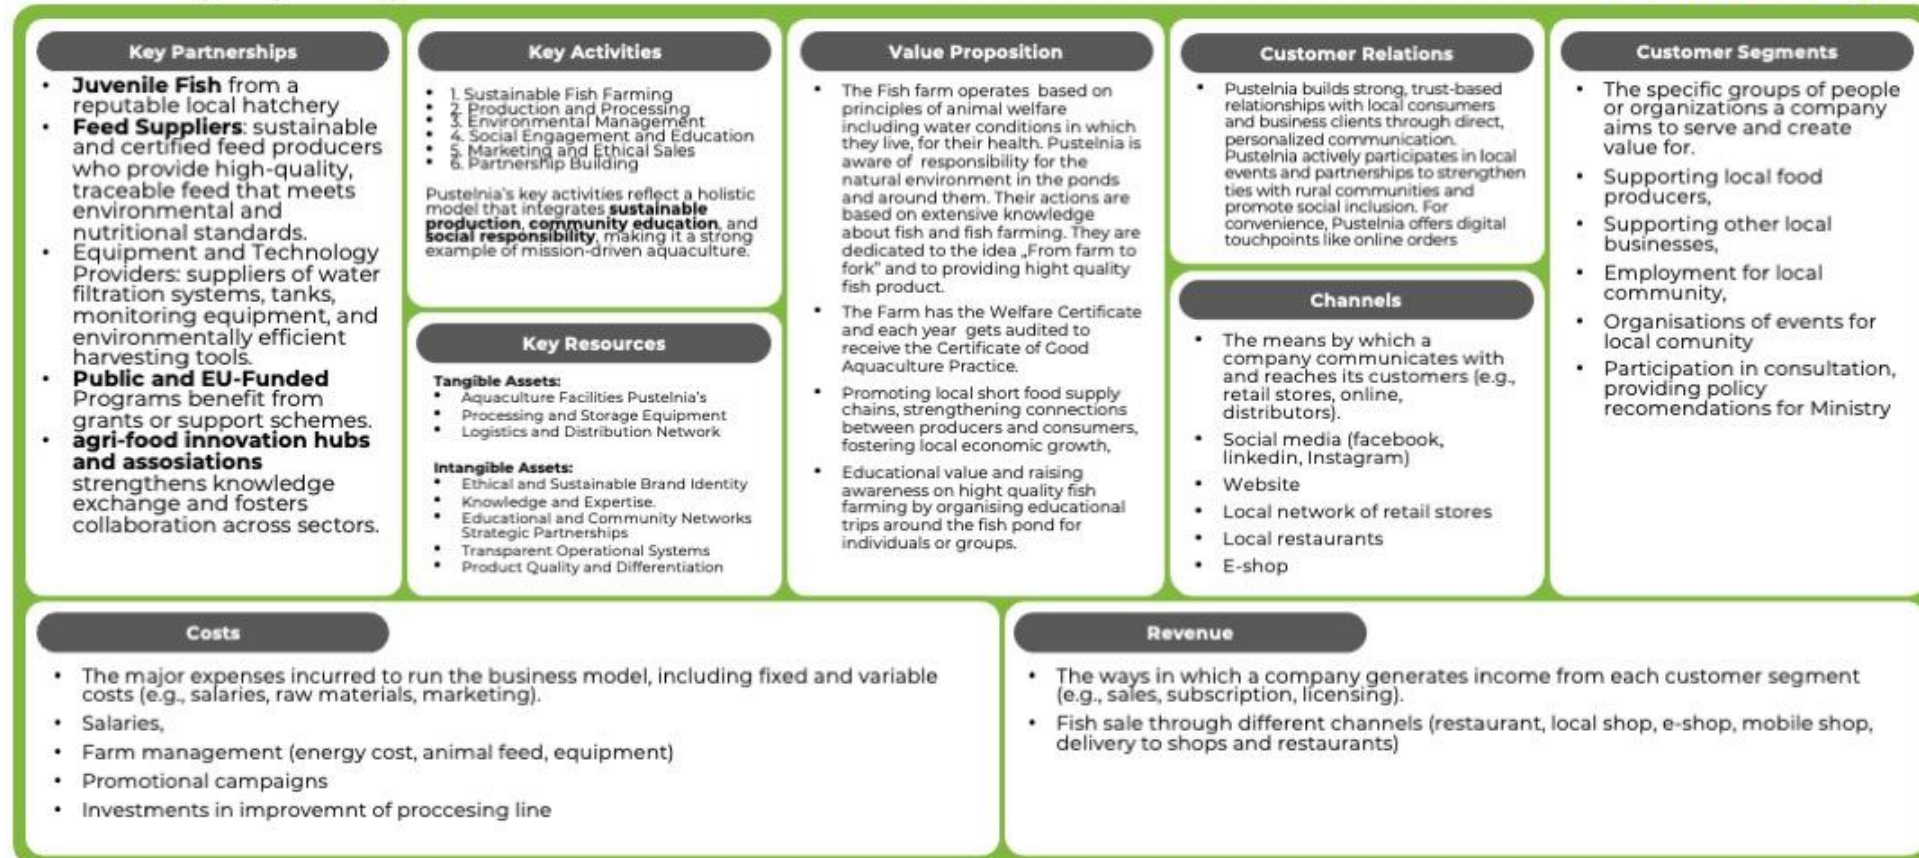 Key Partnerships
• Juvenile Fish from a
reputable local hatchery
• Feed Suppliers: sustainable
and certified feed producers
who provide high-quality,
traceable feed that meets
environmental and
nutritional standards.
• Equipment and Technology
Providers: suppliers of water
filtration systems, tanks,
monitoring equipment, and
environmentally efficient
harvesting tools.
• Public and EU-Funded
Programs benefit from
grants or support schemes.
• agri-food innovation hubs
and assosiations
strengthens knowledge
exchange and fosters
collaboration across sectors.
Key Activities
• 1. Sustainable Fish Farming
• 2. Production and Processing
• 3. Environmental Management
• 4. Social Engagement and Education
• 5. Marketing and Ethical Sales
• 6. Partnership Building
Pustelnia's key activities reflect a holistic
model that integrates sustainable
production, community education, and
social responsibility, making it a strong
example of mission-driven aquaculture.
Key Resources
Tangible Assets:
• Aquaculture Facilities Pustelnia's
• Processing and Storage Equipment
• Logistics and Distribution Network
Intangible Assets:
• Ethical and Sustainable Brand Identity
• Knowledge and Expertise.
• Educational and Community Networks
Strategic Partnerships
• Transparent Operational Systems
• Product Quality and Differentiation
Value Proposition
• The Fish farm operates based on
principles of animal welfare
including water conditions in which
they live, for their health. Pustelnia is
aware of responsibility for the
natural environment in the ponds
and around them. Their actions are
based on extensive knowledge
about fish and fish farming. They are
dedicated to the idea „From farm to
fork" and to providing hight quality
fish product.
• The Farm has the Welfare Certificate
and each year gets audited to
receive the Certificate of Good
Aquaculture Practice.
• Promoting local short food supply
chains, strengthening connections
between producers and consumers,
fostering local economic growth,
• Educational value and raising
awareness on hight quality fish
farming by organising educational
trips around the fish pond for
individuals or groups.
Customer Relations
• Pustelnia builds strong, trust-based
relationships with local consumers
and business clients through direct,
personalized communication.
Pustelnia actively participates in local
events and partnerships to strengthen
ties with rural communities and
promote social inclusion. For
convenience, Pustelnia offers digital
touchpoints like online orders
Channels
• The means by which a
company communicates with
and reaches its customers (e.g.,
retail stores, online,
distributors).
• Social media (facebook,
linkedin, Instagram)
• Website
• Local network of retail stores
• Local restaurants
• E-shop
Customer Segments
• The specific groups of people
or organizations a company
aims to serve and create
value for.
• Supporting local food
producers,
• Supporting other local
businesses,
• Employment for local
community,
• Organisations of events for
local comunity
• Participation in consultation,
providing policy
recomendations for Ministry
Costs
• The major expenses incurred to run the business model, including fixed and variable
costs (e.g., salaries, raw materials, marketing).
• Salaries,
• Farm management (energy cost, animal feed, equipment)
• Promotional campaigns
• Investments in improvemnt of proccesing line
Revenue
• The ways in which a company generates income from each customer segment
(e.g., sales, subscription, licensing).
• Fish sale through different channels (restaurant, local shop, e-shop, mobile shop,
delivery to shops and restaurants)